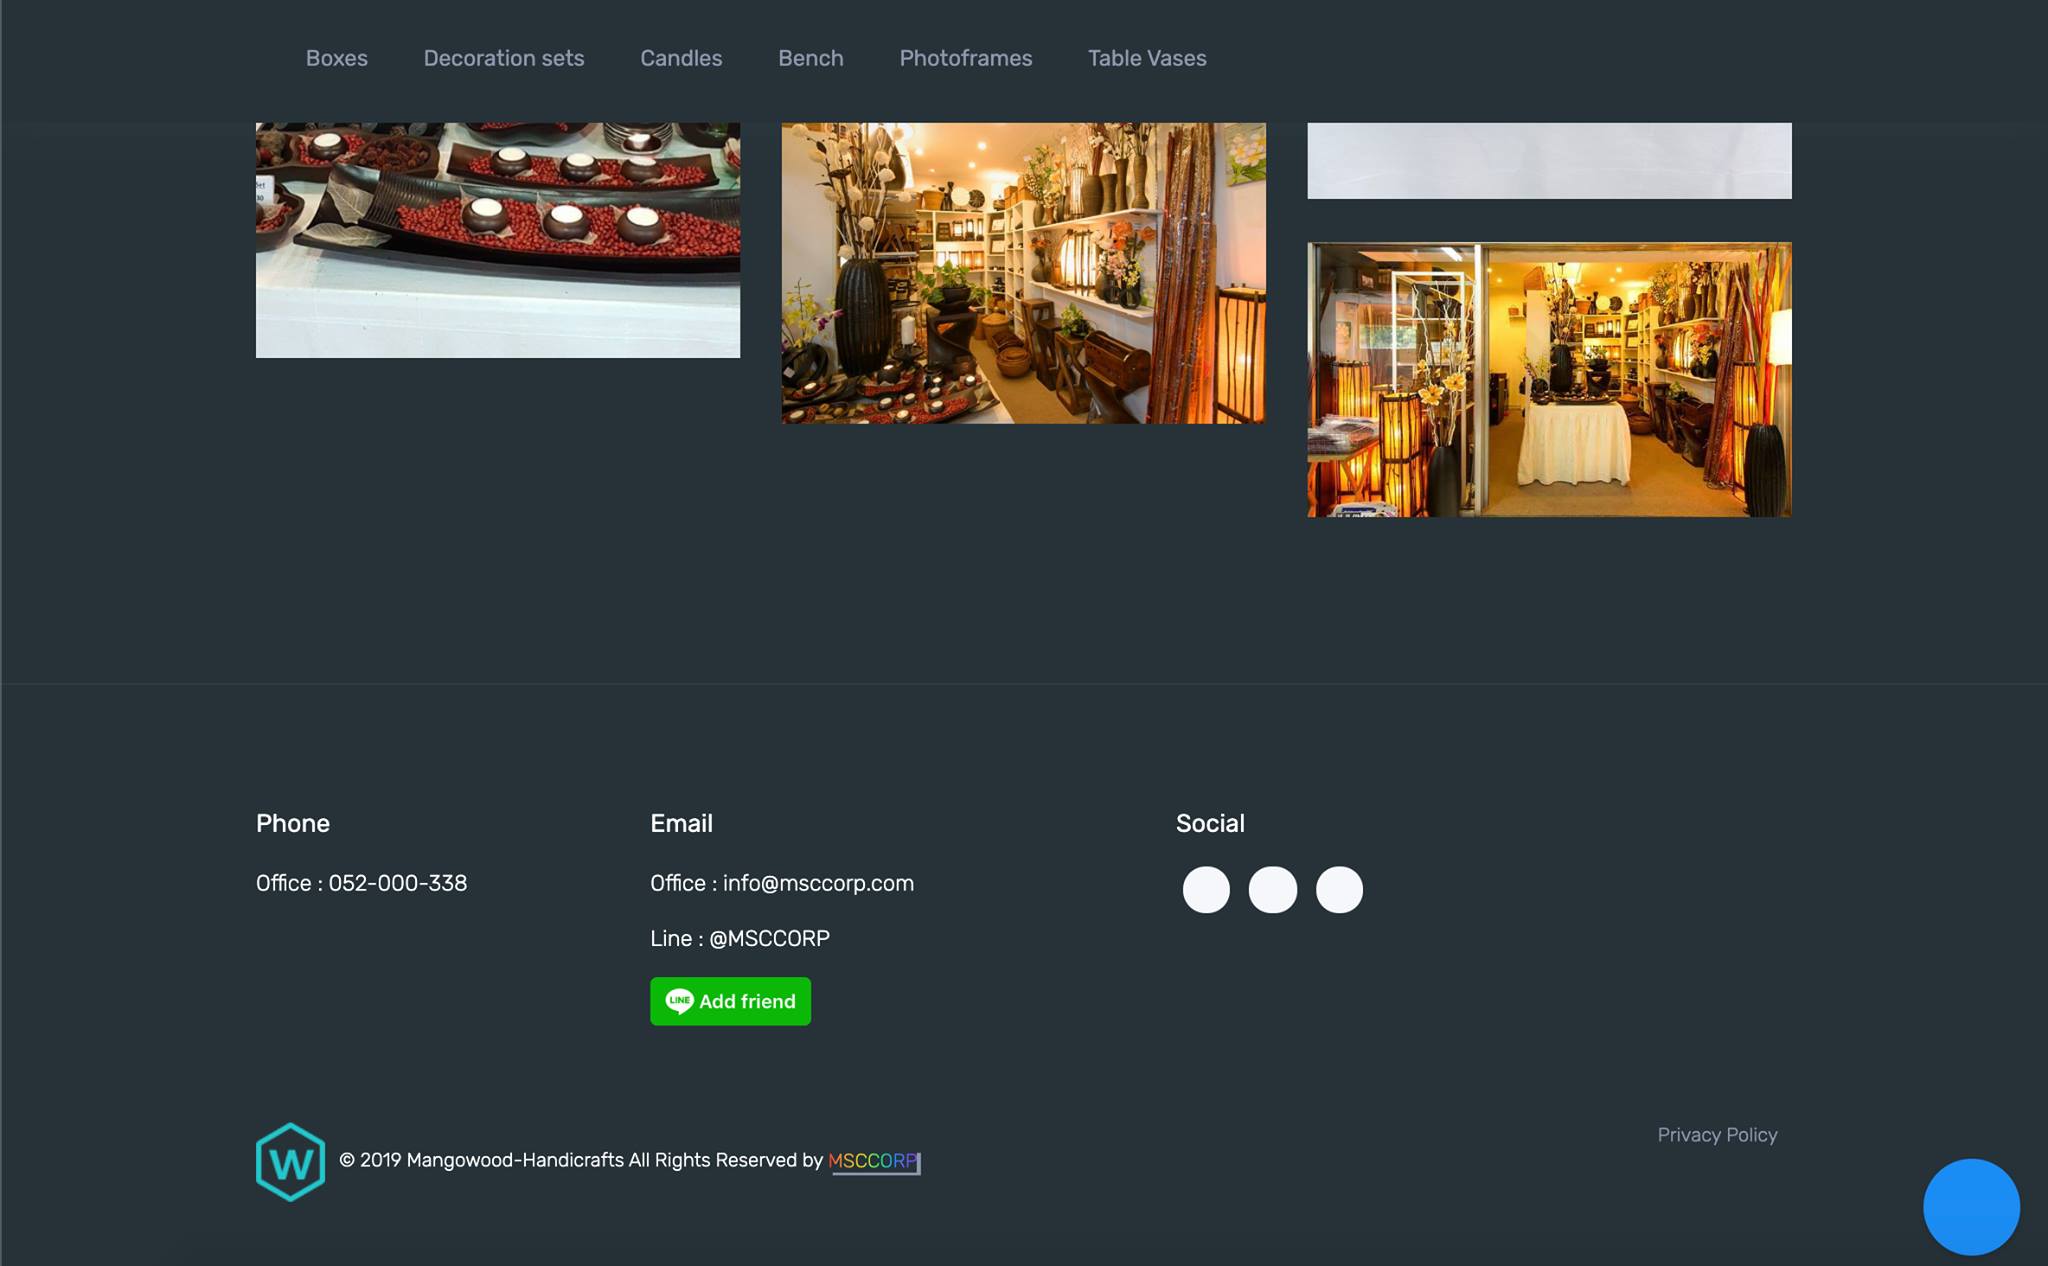 Boxes
Decoration sets
Candles
Bench
Photoframes
Table Vases
Phone
Office : 052-000-338
Email
Office : info@msccorp.com
Line : @MSCCORP
LINE Add friend
Social
W
© 2019 Mangowood-Handicrafts All Rights Reserved by MSCCORP
Privacy Policy